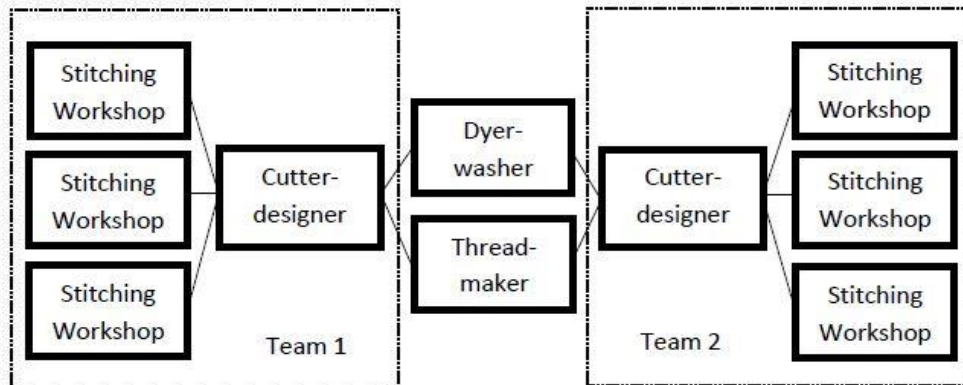 Stitching
Workshop
Stitching
Workshop
Stitching
Workshop
Cutter-
designer
Team 1
Dyer-
washer
Thread-
maker
Cutter-
designer
Team 2
Stitching
Workshop
Stitching
Workshop
Stitching
Workshop